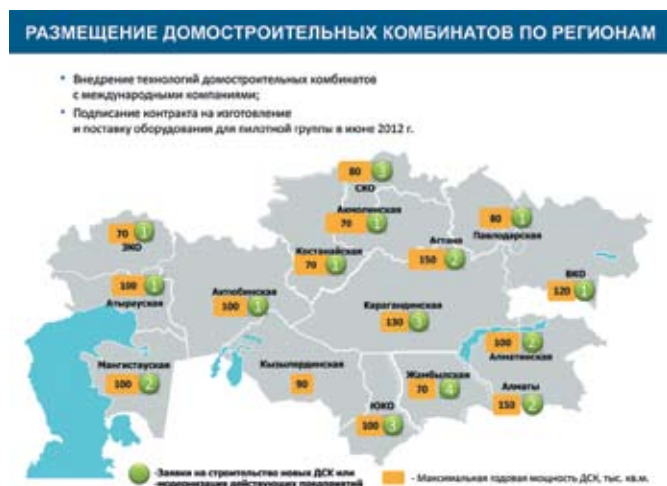 РАЗМЕЩЕНИЕ ДОМОСТРОИТЕЛЬНЫХ КОМБИНАТОВ ПО РЕГИОНАМ
• Внедрение технологий домостроительных комбинатов
с международными компаниями;
• Подписание контракта на изготовление
и поставку оборудования для пилотной группы в июне 2012 г.
80 3
СКО
Акмолинская
70 1
80 1
Павлодарская
70 1
ЗКО
Костанайская
70 1
Астана
150 2
100 1
Атырауская
Актюбинская
100 1
ВКО
120 1
Карагандинская
130 3
100 2
Алматинская
Мангистауская
100 2
Кызылординская
90
Жамбылская
70 4
Алматы
150 2
ЮКО
100 3
-Заявки на строительство новых ДСК или
-модернизация действующих предприятий
- Максимальная годовая мощность ДСК, тыс. кв.м.